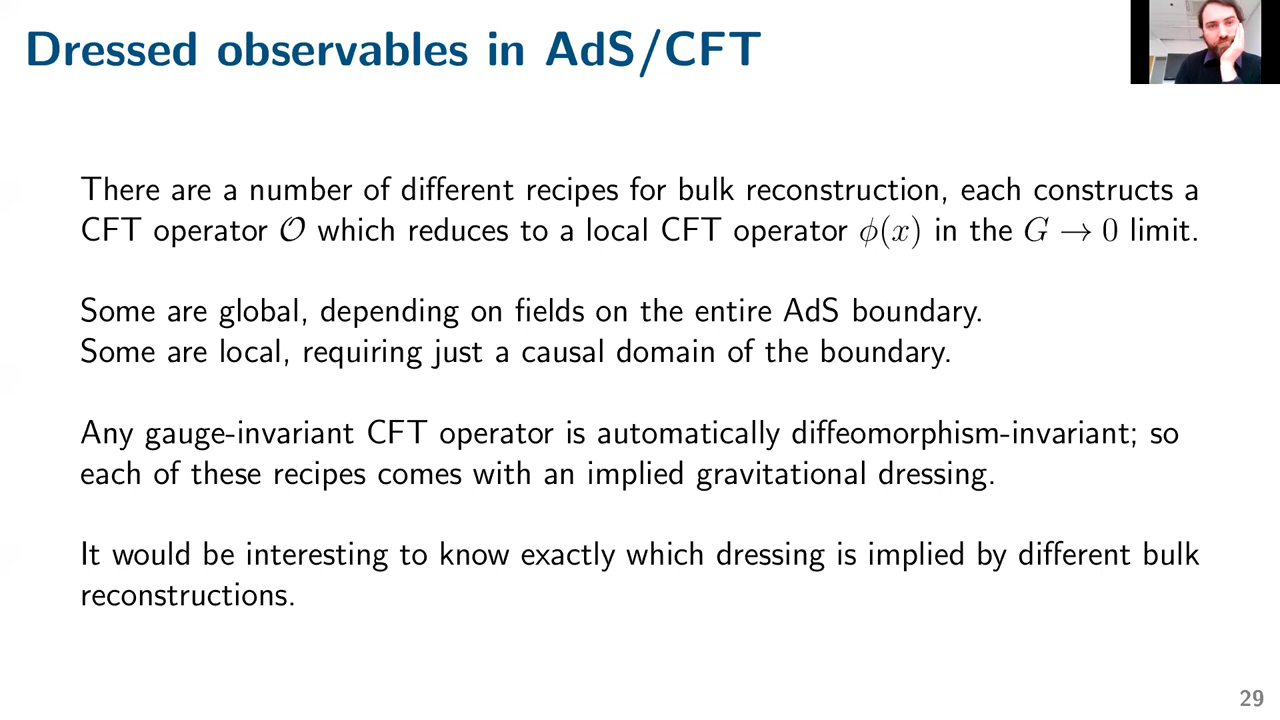 Dressed observables in AdS/CFT
There are a number of different recipes for bulk reconstruction, each constructs a
CFT operator 𝒪 which reduces to a local CFT operator ϕ(x) in the G → 0 limit.
Some are global, depending on fields on the entire AdS boundary.
Some are local, requiring just a causal domain of the boundary.
Any gauge-invariant CFT operator is automatically diffeomorphism-invariant; so
each of these recipes comes with an implied gravitational dressing.
It would be interesting to know exactly which dressing is implied by different bulk
reconstructions.
29